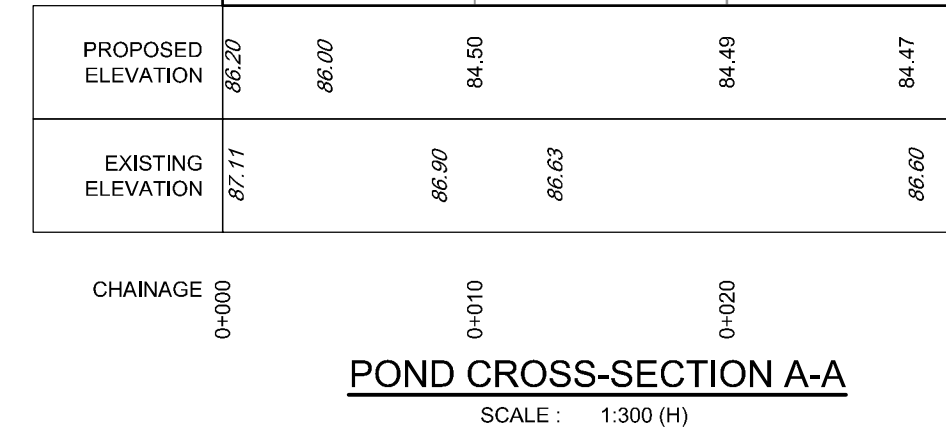 PROPOSED
ELEVATION
86.20 86.00 84.50 84.49 84.47
EXISTING
ELEVATION
87.11 86.90 86.63 86.60
CHAINAGE 0+000 0+010 0+020
POND CROSS-SECTION A-A
SCALE : 1:300 (H)